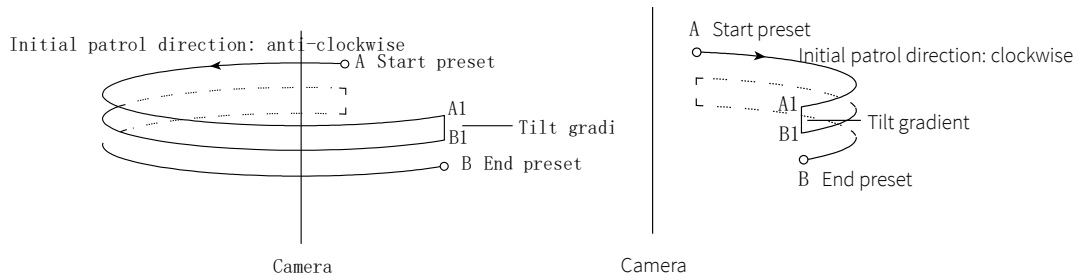 Initial patrol direction: anti-clockwise
A Start preset
A1
B1
Tilt gradi
B End preset
Camera
A Start preset
Initial patrol direction: clockwise
A1
B1
Tilt gradient
B End preset
Camera